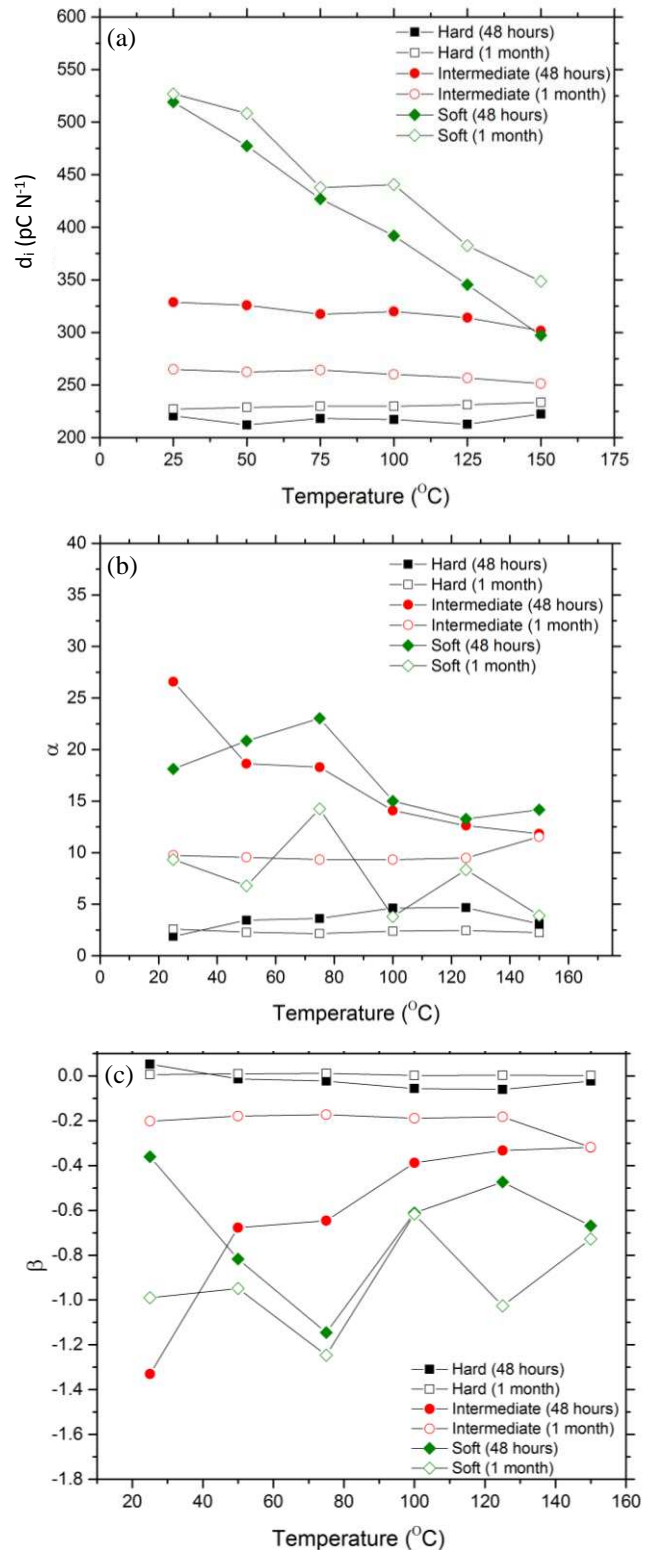 (a)
Hard (48 hours)
Hard (1 month)
Intermediate (48 hours)
Intermediate (1 month)
Soft (48 hours)
Soft (1 month)
600
550
500
450
400
350
300
250
200
dᵢ (pC N⁻¹)
0 25 50 75 100 125 150 175
Temperature (°C)
(b)
Hard (48 hours)
Hard (1 month)
Intermediate (48 hours)
Intermediate (1 month)
Soft (48 hours)
Soft (1 month)
40
35
30
25
20
15
10
5
0
α
0 20 40 60 80 100 120 140 160
Temperature (°C)
(c)
0.0
-0.2
-0.4
-0.6
-0.8
-1.0
-1.2
-1.4
-1.6
-1.8
β
Hard (48 hours)
Hard (1 month)
Intermediate (48 hours)
Intermediate (1 month)
Soft (48 hours)
Soft (1 month)
20 40 60 80 100 120 140 160
Temperature (°C)